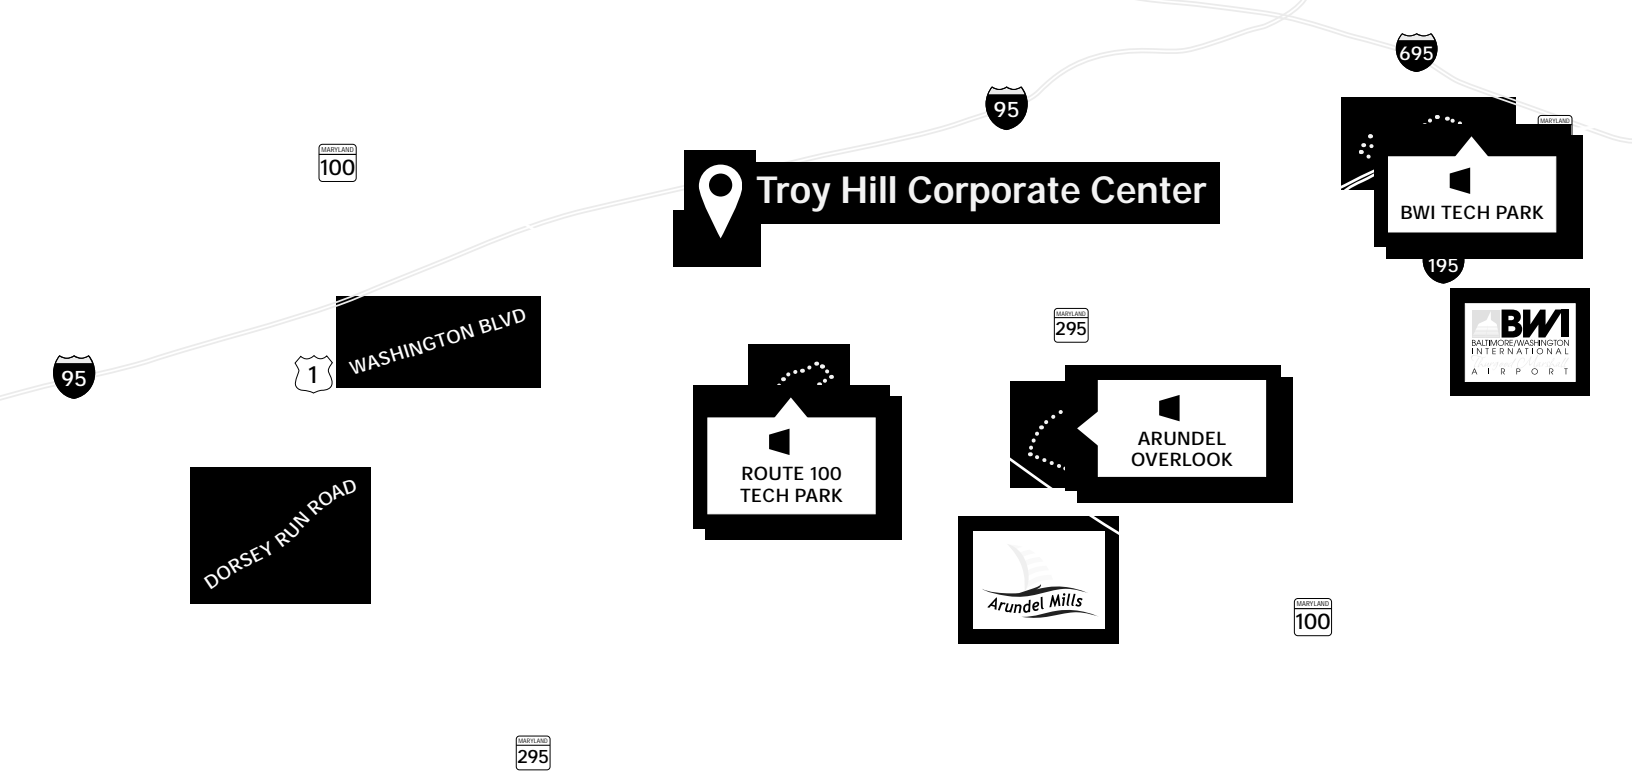 695
95
MARYLAND
MARYLAND
100
Troy Hill Corporate Center
BWI TECH PARK
195
MARYLAND
295
WASHINGTON BLVD
BWI
BALTIMORE/WASHINGTON
INTERNATIONAL
AIRPORT
95
1
ROUTE 100
TECH PARK
ARUNDEL
OVERLOOK
DORSEY RUN ROAD
Arundel Mills
MARYLAND
100
MARYLAND
295